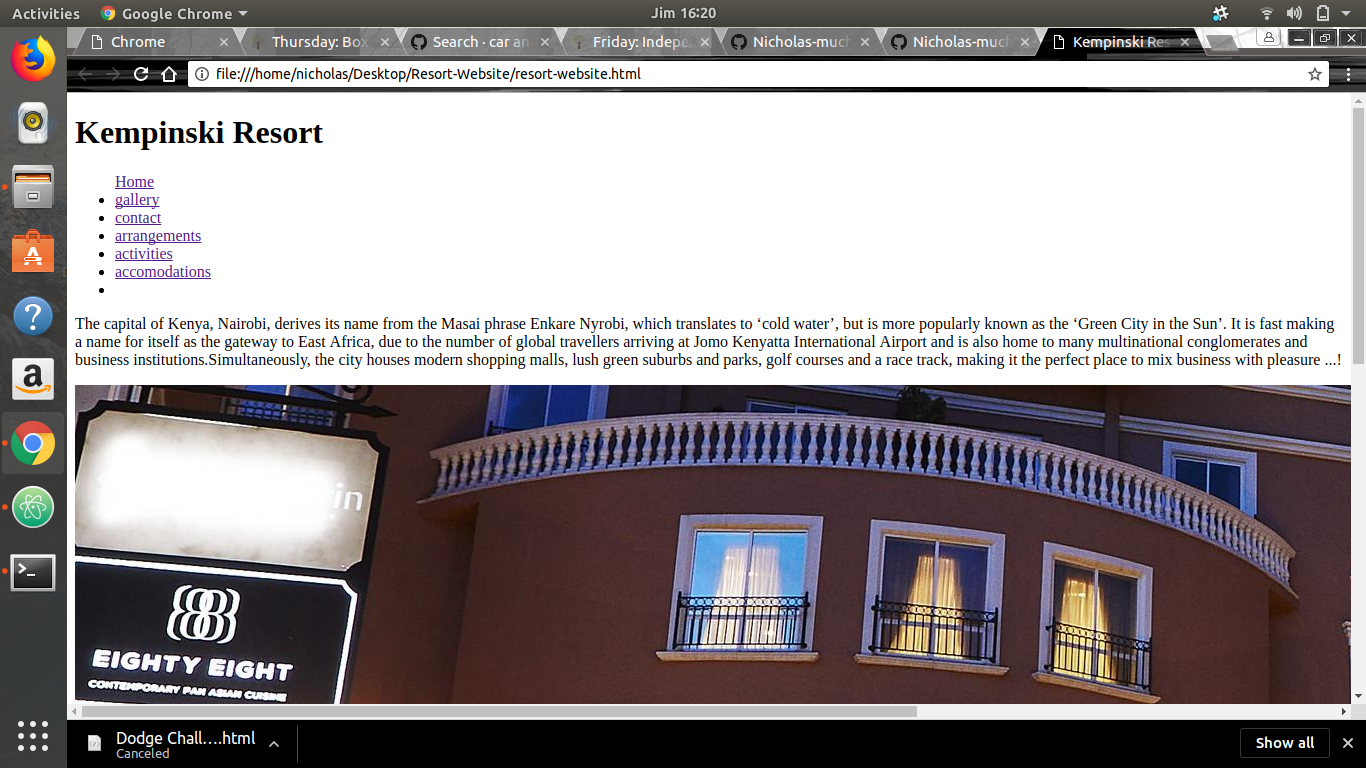 Activities Google Chrome Jim 16:20
Chrome Thursday: Box Search · car an Friday: Indepe Nicholas-much Nicholas-much Kempinski Res
file:///home/nicholas/Desktop/Resort-Website/resort-website.html
Kempinski Resort
Home
gallery
contact
arrangements
activities
accomodations
The capital of Kenya, Nairobi, derives its name from the Masai phrase Enkare Nyrobi, which translates to ‘cold water’, but is more popularly known as the ‘Green City in the Sun’. It is fast making
a name for itself as the gateway to East Africa, due to the number of global travellers arriving at Jomo Kenyatta International Airport and is also home to many multinational conglomerates and
business institutions.Simultaneously, the city houses modern shopping malls, lush green suburbs and parks, golf courses and a race track, making it the perfect place to mix business with pleasure ...!
EIGHTY EIGHT
CONTEMPORARY PAN ASIAN CUISINE
Dodge Chall....html
Canceled
Show all